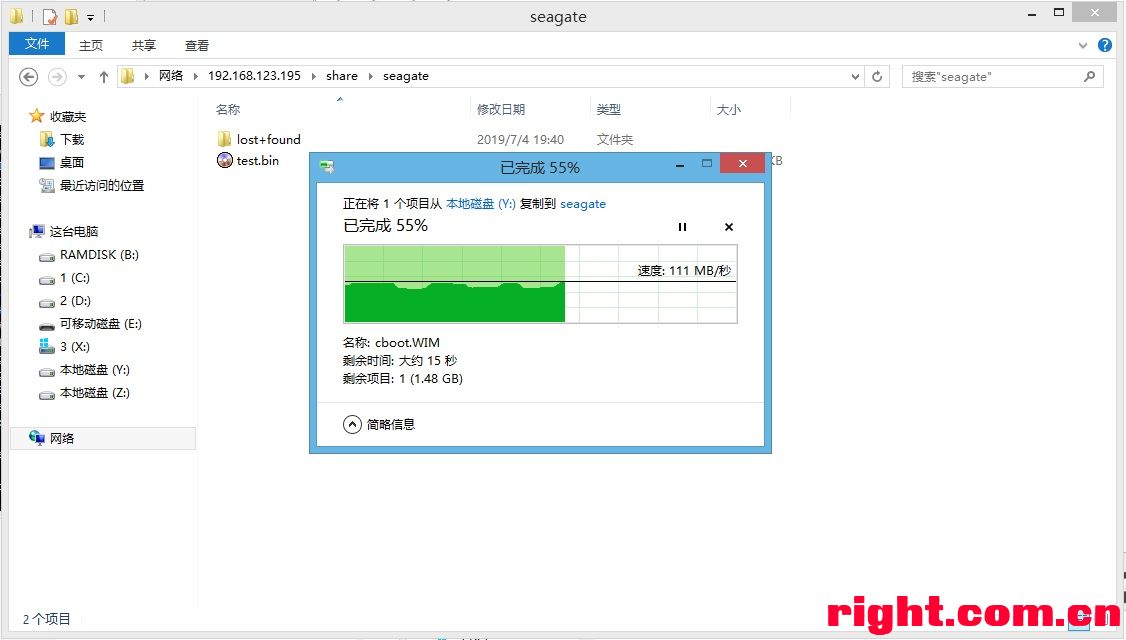 seagate
文件 主页 共享 查看
网络 192.168.123.195 share seagate 搜索"seagate"
收藏夹
下载
桌面
最近访问的位置
这台电脑
RAMDISK (B:)
1 (C:)
2 (D:)
可移动磁盘 (E:)
3 (X:)
本地磁盘 (Y:)
本地磁盘 (Z:)
网络
名称 修改日期 类型 大小
lost+found 2019/7/4 19:40 文件夹
test.bin KB
已完成 55%
正在将 1 个项目从 本地磁盘 (Y:) 复制到 seagate
已完成 55%
速度: 111 MB/秒
名称: cboot.WIM
剩余时间: 大约 15 秒
剩余项目: 1 (1.48 GB)
简略信息
2 个项目
right.com.cn